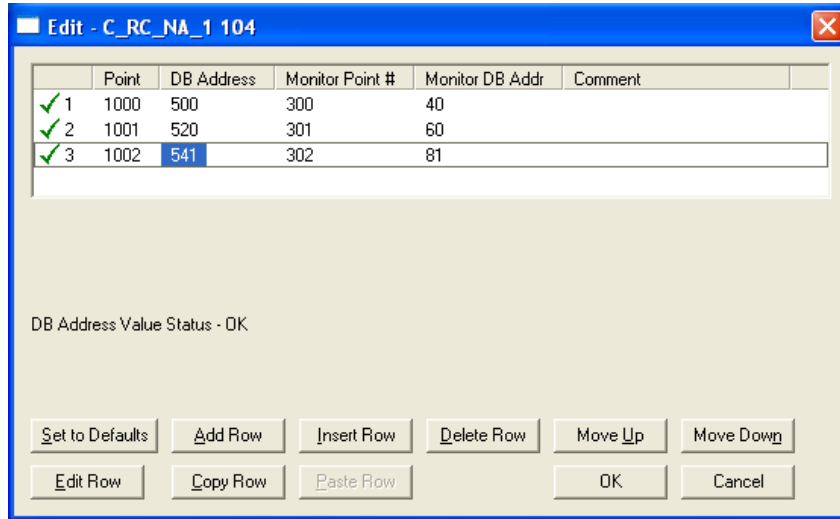 Edit - C_RC_NA_1 104
Point DB Address Monitor Point # Monitor DB Addr Comment
1 1000 500 300 40
2 1001 520 301 60
3 1002 541 302 81
DB Address Value Status - OK
Set to Defaults Add Row Insert Row Delete Row Move Up Move Down
Edit Row Copy Row Paste Row OK Cancel